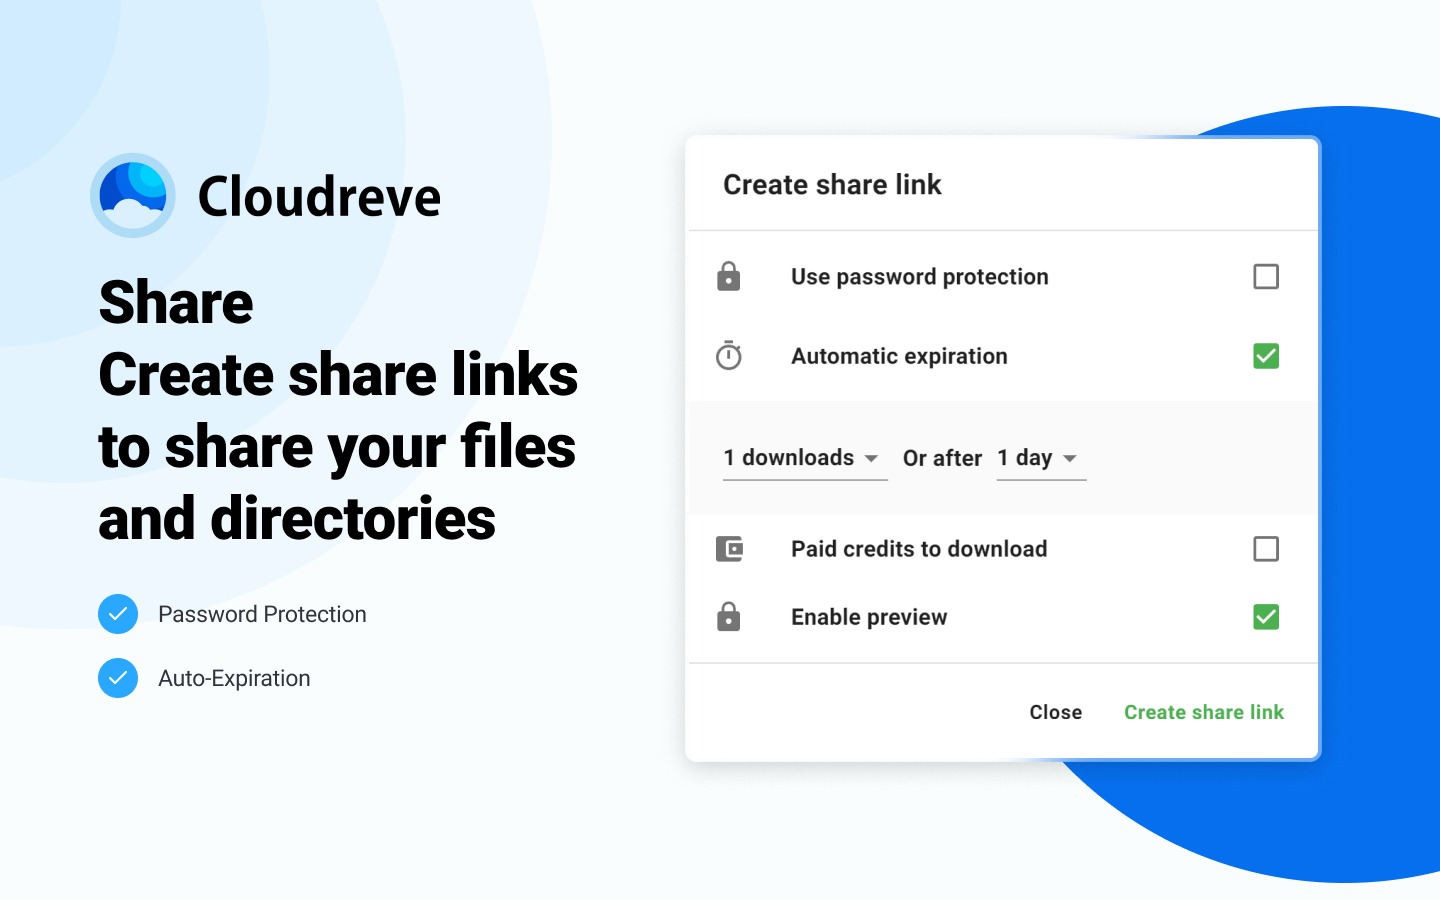 Cloudreve
Share
Create share links
to share your files
and directories
Password Protection
Auto-Expiration
Create share link
Use password protection
Automatic expiration
1 downloads Or after 1 day
Paid credits to download
Enable preview
Close Create share link